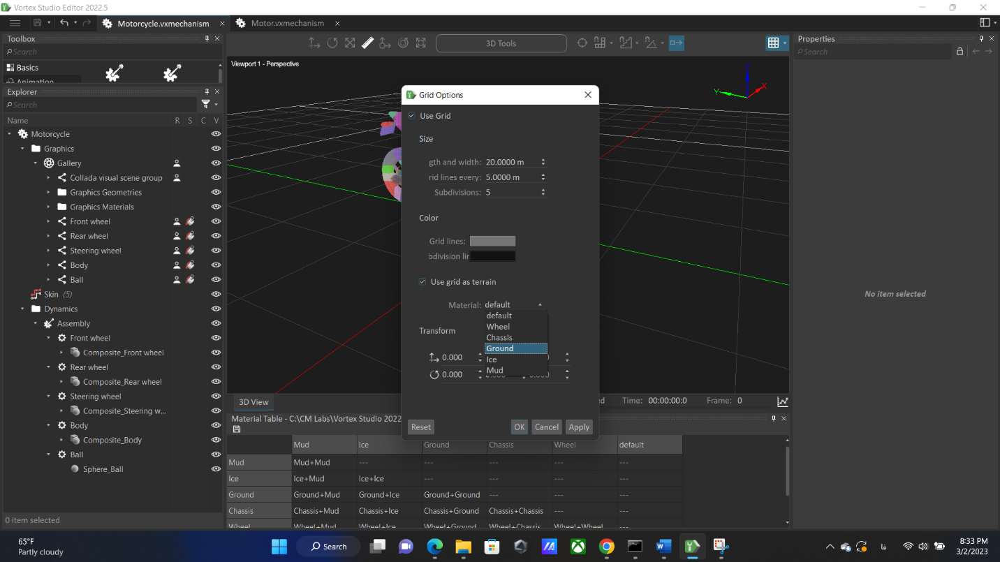 Vortex Studio Editor 2022.5
Motorcycle.vxmechanism
Motor.vxmechanism
Toolbox
Search
Basics
Animation
Explorer
Search
Name R S C V
Motorcycle
Graphics
Gallery
Collada visual scene group
Graphics Geometries
Graphics Materials
Front wheel
Rear wheel
Steering wheel
Body
Ball
Skin (5)
Dynamics
Assembly
Front wheel
Composite_Front wheel
Rear wheel
Composite_Rear wheel
Steering wheel
Composite_Steering w...
Body
Composite_Body
Ball
Sphere_Ball
0 item selected
3D Tools
Viewport 1 - Perspective
Y
X
Grid Options
Use Grid
Size
gth and width: 20.0000 m
rid lines every: 5.0000 m
Subdivisions: 5
Color
Grid lines:
bdivision lin
Use grid as terrain
Material: default
default
Wheel
Chassis
Ground
Ice
Mud
Transform
0.000
0.000 0.000 0.000
Reset OK Cancel Apply
3D View
ed Time: 00:00:00:0 Frame: 0
Material Table - C:\CM Labs\Vortex Studio 2022
Mud Ice Ground Chassis Wheel default
Mud Mud+Mud --- --- --- --- ---
Ice Ice+Mud Ice+Ice --- --- --- ---
Ground Ground+Mud Ground+Ice Ground+Ground --- --- ---
Chassis Chassis+Mud Chassis+Ice Chassis+Ground Chassis+Chassis --- ---
Wheel Wheel+Mud Wheel+Ice Wheel+Ground Wheel+Chassis Wheel+Wheel ---
Properties
Search
No item selected
65°F
Partly cloudy
Search
فا
8:33 PM
3/2/2023